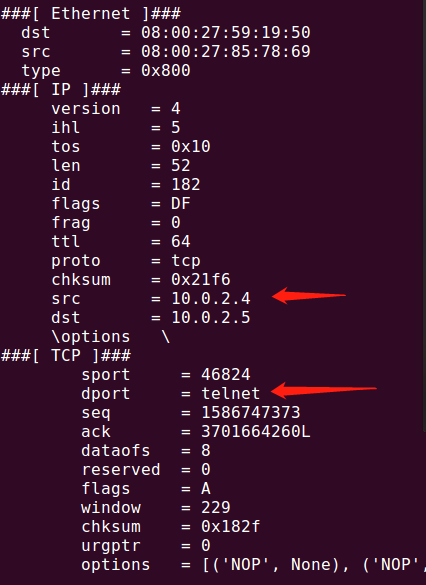 ###[ Ethernet ]###
  dst       = 08:00:27:59:19:50
  src       = 08:00:27:85:78:69
  type      = 0x800
###[ IP ]###
     version   = 4
     ihl       = 5
     tos       = 0x10
     len       = 52
     id        = 182
     flags     = DF
     frag      = 0
     ttl       = 64
     proto     = tcp
     chksum    = 0x21f6
     src       = 10.0.2.4
     dst       = 10.0.2.5
     \options   \
###[ TCP ]###
        sport     = 46824
        dport     = telnet
        seq       = 1586747373
        ack       = 3701664260L
        dataofs   = 8
        reserved  = 0
        flags     = A
        window    = 229
        chksum    = 0x182f
        urgptr    = 0
        options   = [('NOP', None), ('NOP',